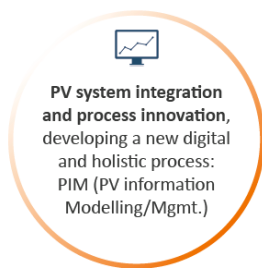 PV system integration
and process innovation,
developing a new digital
and holistic process:
PIM (PV information
Modelling/Mgmt.)